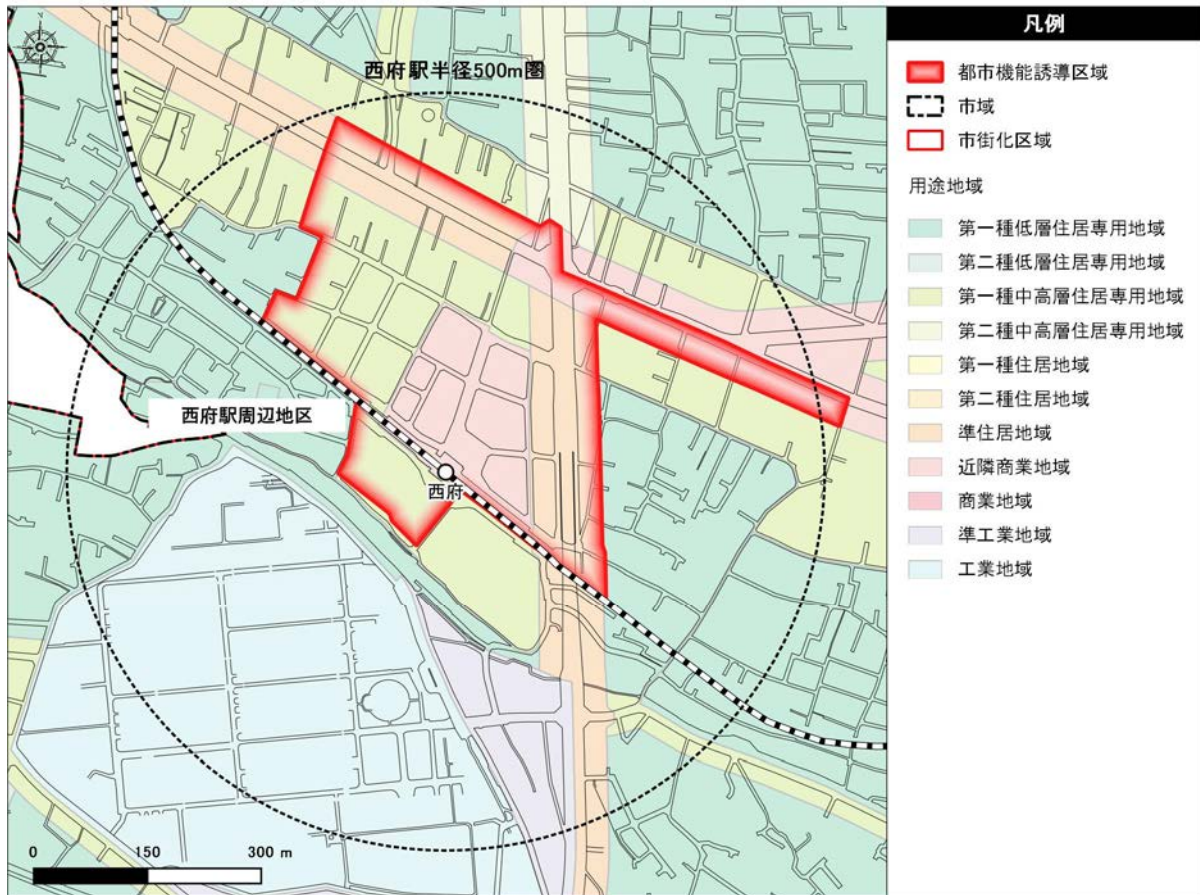 西府駅半径500m圏
西府駅周辺地区
西府
0 150 300 m
凡例
都市機能誘導区域
市域
市街化区域
用途地域
第一種低層住居専用地域
第二種低層住居専用地域
第一種中高層住居専用地域
第二種中高層住居専用地域
第一種住居地域
第二種住居地域
準住居地域
近隣商業地域
商業地域
準工業地域
工業地域